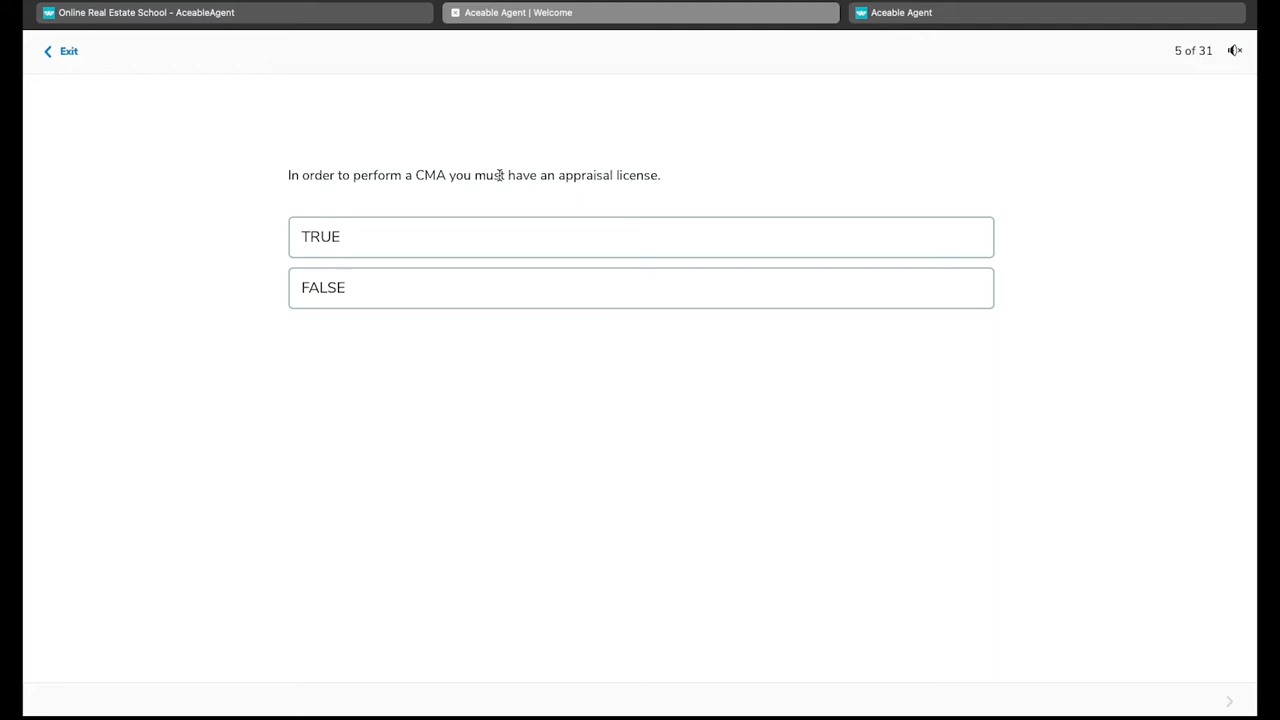 Online Real Estate School - AceableAgent
Aceable Agent | Welcome
Aceable Agent
Exit
5 of 31
In order to perform a CMA you must have an appraisal license.
TRUE
FALSE